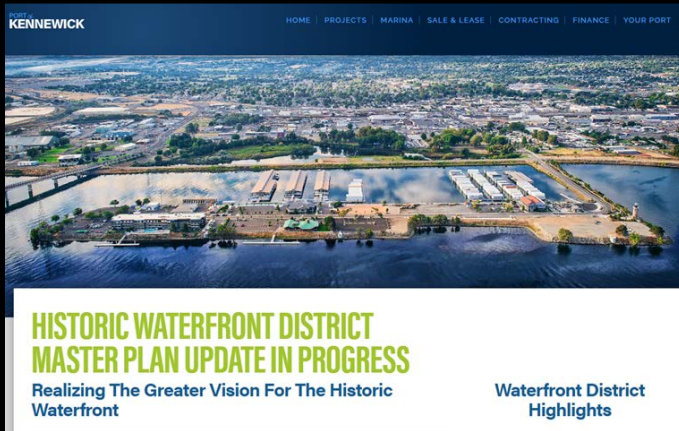 PORT of
KENNEWICK
HOME | PROJECTS | MARINA | SALE & LEASE | CONTRACTING | FINANCE | YOUR PORT
HISTORIC WATERFRONT DISTRICT
MASTER PLAN UPDATE IN PROGRESS
Realizing The Greater Vision For The Historic
Waterfront
Waterfront District
Highlights